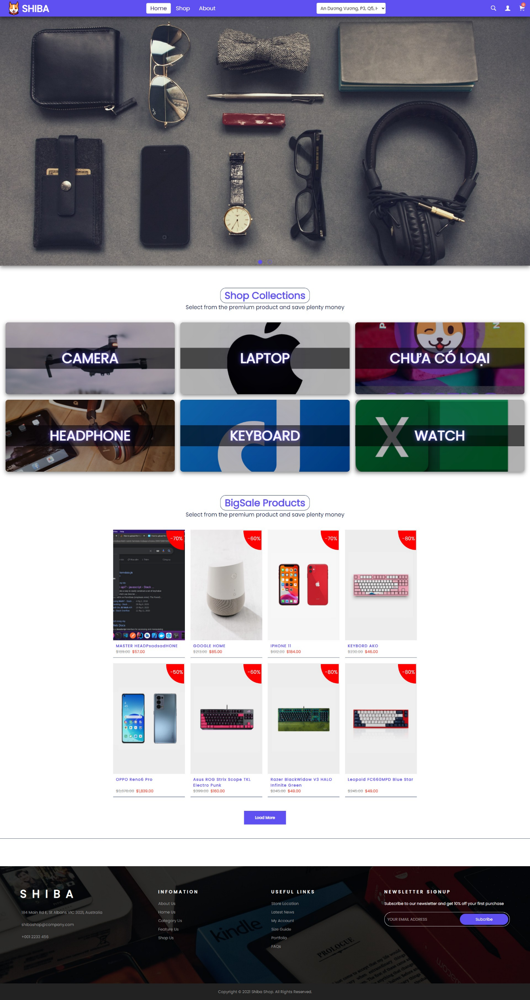 SHIBA
Home
Shop
About
An Dương Vương, P3, Q5, H
0
Shop Collections
Select from the premium product and save plenty money
CAMERA
LAPTOP
CHƯA CÓ LOẠI
HEADPHONE
KEYBOARD
WATCH
BigSale Products
Select from the premium product and save plenty money
-70%
-60%
-70%
-80%
MASTER HEADPsadsadHONE
$189.00 $57.00
GOOGLE HOME
$213.00 $85.00
IPHONE 11
$612.00 $184.00
KEYBORD AKO
$230.00 $46.00
-50%
-60%
-80%
-80%
OPPO Reno6 Pro
$3,678.00 $1,839.00
Asus ROG Strix Scope TKL
Electro Punk
$399.00 $160.00
Razer BlackWidow V3 HALO
Infinite Green
$245.00 $49.00
Leopold FC660MPD Blue Star
$245.00 $49.00
Load More
SHIBA
184 Main Rd E, St Albans VIC 3021, Australia
shibashop@company.com
+001 2233 456
INFOMATION
About Us
Home Us
Category Us
Feature Us
Shop Us
USEFUL LINKS
Store Location
Latest News
My Account
Size Guide
Portfolio
FAQs
NEWSLETTER SIGNUP
Subscribe to our newsletter and get 10% off your first purchase
YOUR EMAIL ADDRESS
Subcribe
kindle
PROLOGUE
Copyright © 2021 Shiba Shop. All Rights Reserved.